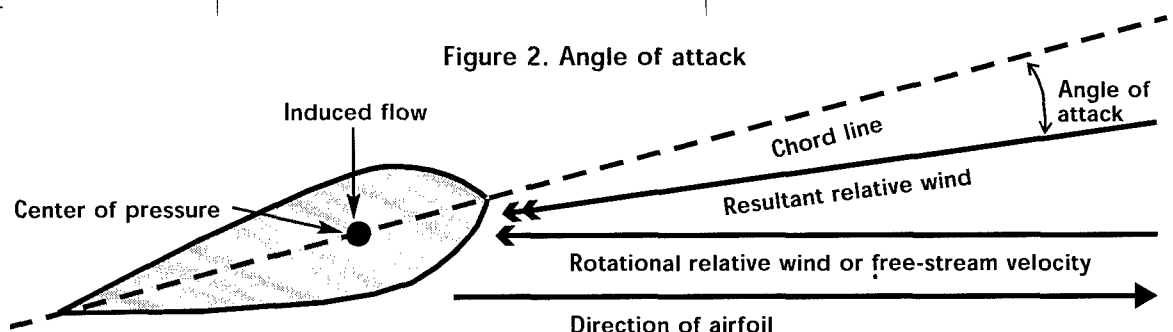 Figure 2. Angle of attack
Induced flow
Angle of
attack
Chord line
Center of pressure
Resultant relative wind
Rotational relative wind or free-stream velocity
Direction of airfoil